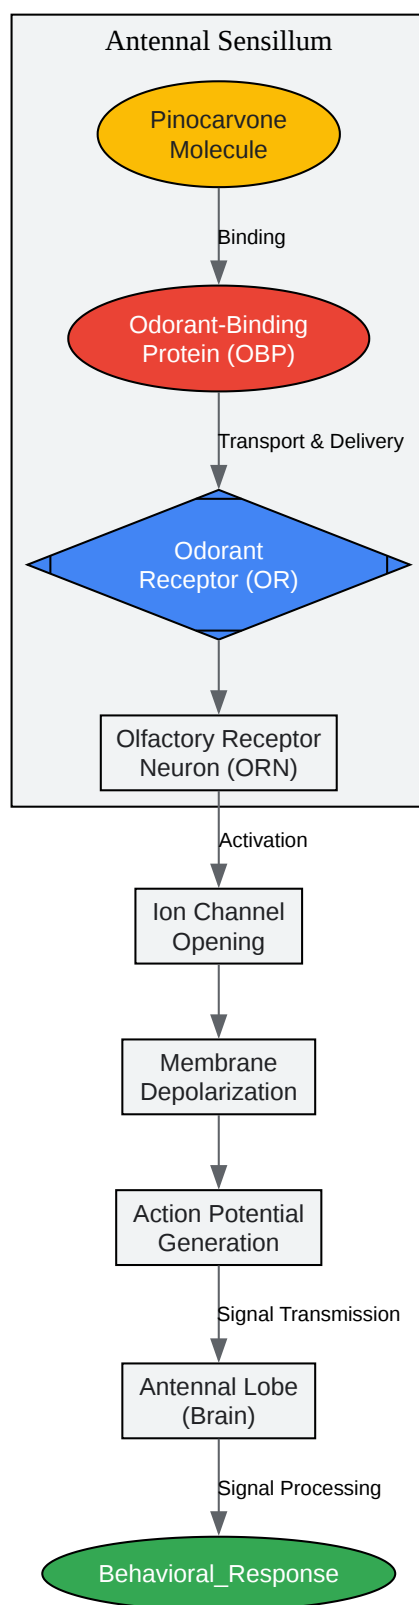 Antennal Sensillum
Pinocarvone
Molecule
Binding
Odorant-Binding
Protein (OBP)
Transport & Delivery
Odorant
Receptor (OR)
Olfactory Receptor
Neuron (ORN)
Activation
Ion Channel
Opening
Membrane
Depolarization
Action Potential
Generation
Signal Transmission
Antennal Lobe
(Brain)
Signal Processing
Behavioral_Response